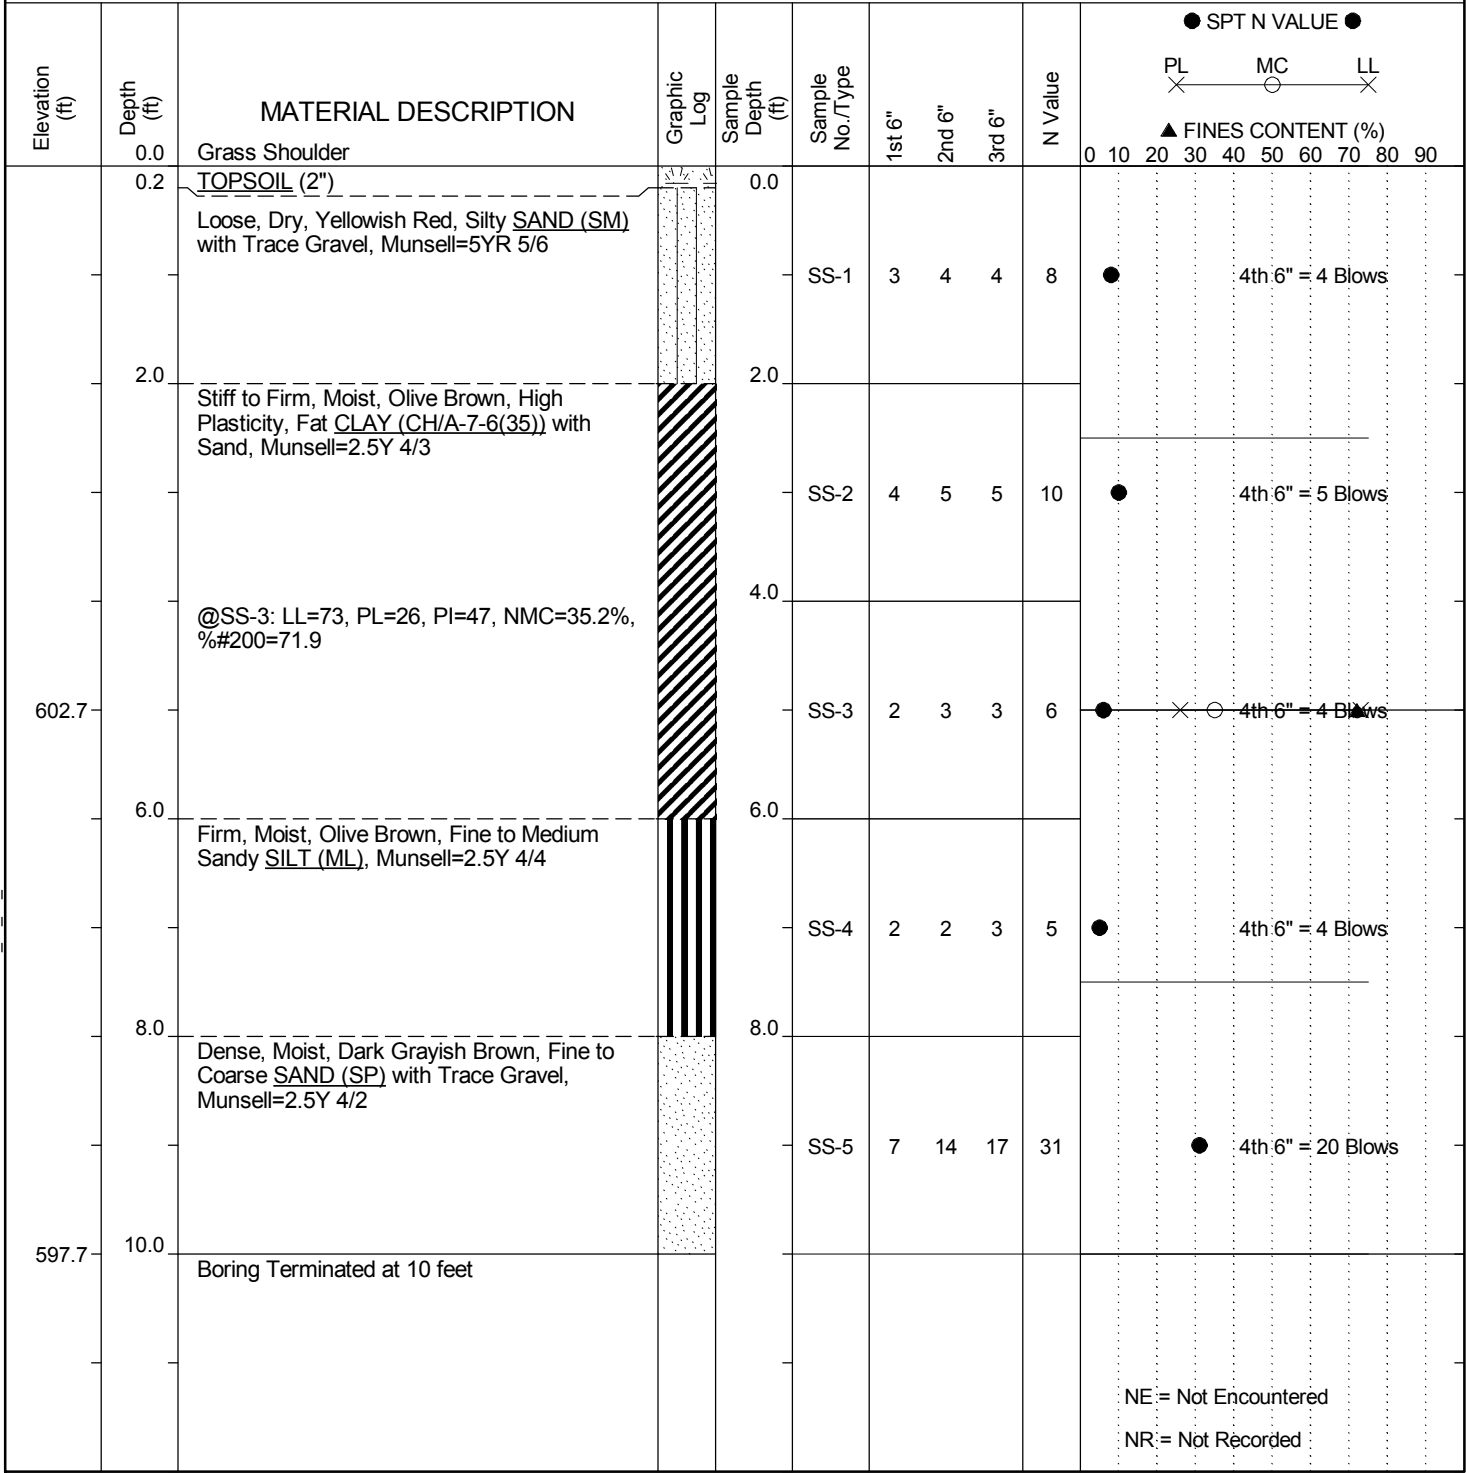 ● SPT N VALUE ●
PL MC LL
▲ FINES CONTENT (%)
0 10 20 30 40 50 60 70 80 90
Elevation
(ft)
Depth
(ft)
MATERIAL DESCRIPTION
Graphic
Log
Sample
Depth
(ft)
Sample
No./Type
1st 6"
2nd 6"
3rd 6"
N Value
0.0 Grass Shoulder
0.2 TOPSOIL (2") 0.0
Loose, Dry, Yellowish Red, Silty SAND (SM)
with Trace Gravel, Munsell=5YR 5/6
SS-1 3 4 4 8 4th 6" = 4 Blows
2.0 2.0
Stiff to Firm, Moist, Olive Brown, High
Plasticity, Fat CLAY (CH/A-7-6(35)) with
Sand, Munsell=2.5Y 4/3
SS-2 4 5 5 10 4th 6" = 5 Blows
4.0
@SS-3: LL=73, PL=26, PI=47, NMC=35.2%,
%#200=71.9
602.7 SS-3 2 3 3 6 4th 6" = 4 Blows
6.0 6.0
Firm, Moist, Olive Brown, Fine to Medium
Sandy SILT (ML), Munsell=2.5Y 4/4
SS-4 2 2 3 5 4th 6" = 4 Blows
8.0 8.0
Dense, Moist, Dark Grayish Brown, Fine to
Coarse SAND (SP) with Trace Gravel,
Munsell=2.5Y 4/2
SS-5 7 14 17 31 4th 6" = 20 Blows
597.7 10.0
Boring Terminated at 10 feet
NE = Not Encountered
NR = Not Recorded